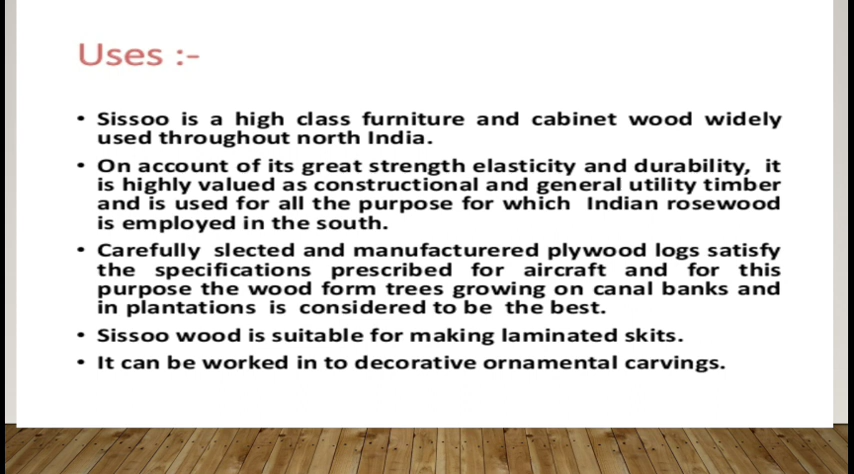 Uses :-
• Sissoo is a high class furniture and cabinet wood widely
used throughout north India.
• On account of its great strength elasticity and durability, it
is highly valued as constructional and general utility timber
and is used for all the purpose for which Indian rosewood
is employed in the south.
• Carefully slected and manufacturered plywood logs satisfy
the specifications prescribed for aircraft and for this
purpose the wood form trees growing on canal banks and
in plantations is considered to be the best.
• Sissoo wood is suitable for making laminated skits.
• It can be worked in to decorative ornamental carvings.